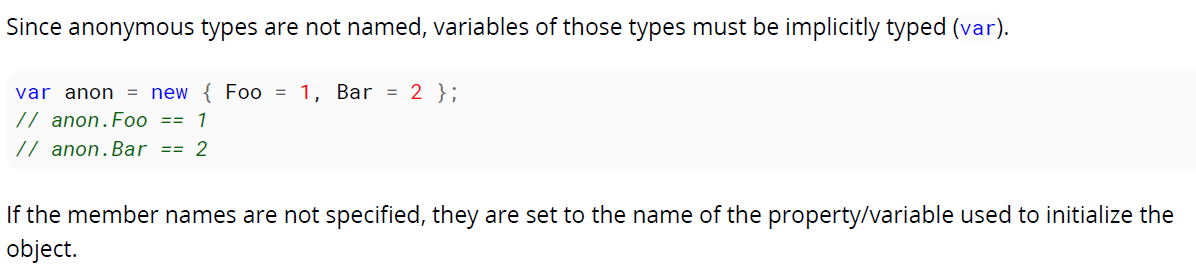 Since anonymous types are not named, variables of those types must be implicitly typed (var).
var anon = new { Foo = 1, Bar = 2 };
// anon.Foo == 1
// anon.Bar == 2
If the member names are not specified, they are set to the name of the property/variable used to initialize the
object.